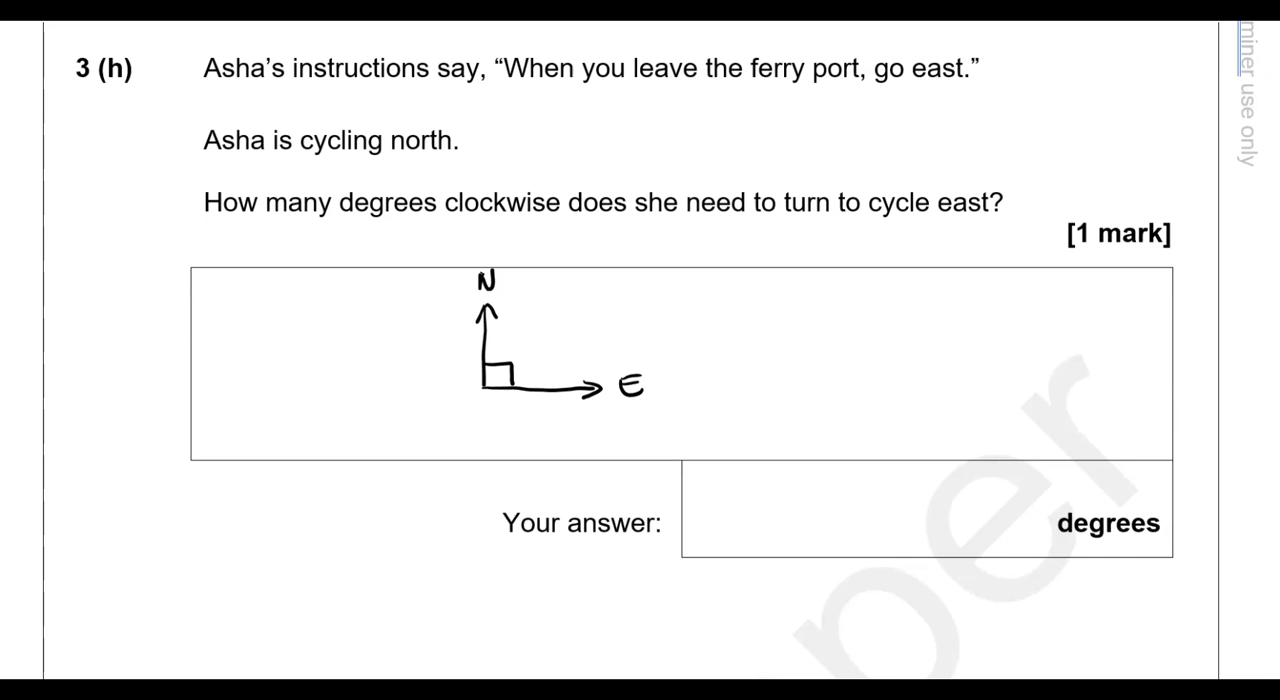 miner use only
3 (h) Asha’s instructions say, “When you leave the ferry port, go east.”
Asha is cycling north.
How many degrees clockwise does she need to turn to cycle east?
[1 mark]
N
E
Your answer:
degrees
per